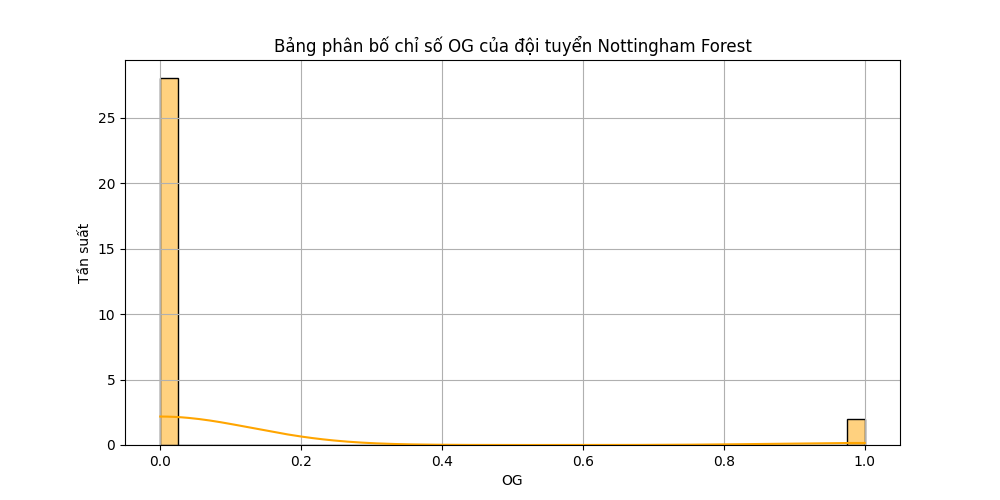 Bảng phân bố chỉ số OG của đội tuyển Nottingham Forest
Tần suất
25
20
15
10
5
0
0.0 0.2 0.4 0.6 0.8 1.0
OG